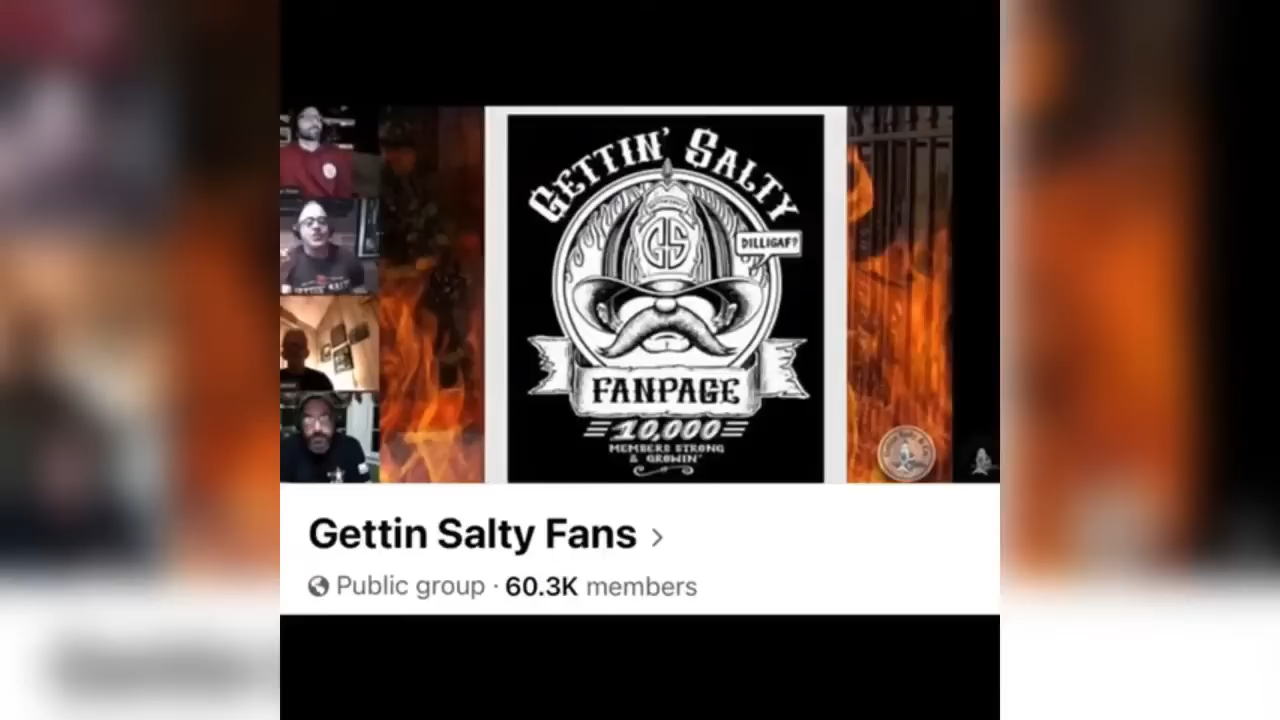 GETTIN' SALTY
GS
DILLIGAF?
FANPAGE
10,000
MEMBERS STRONG
& GROWIN'
Gettin Salty Fans
Public group · 60.3K members